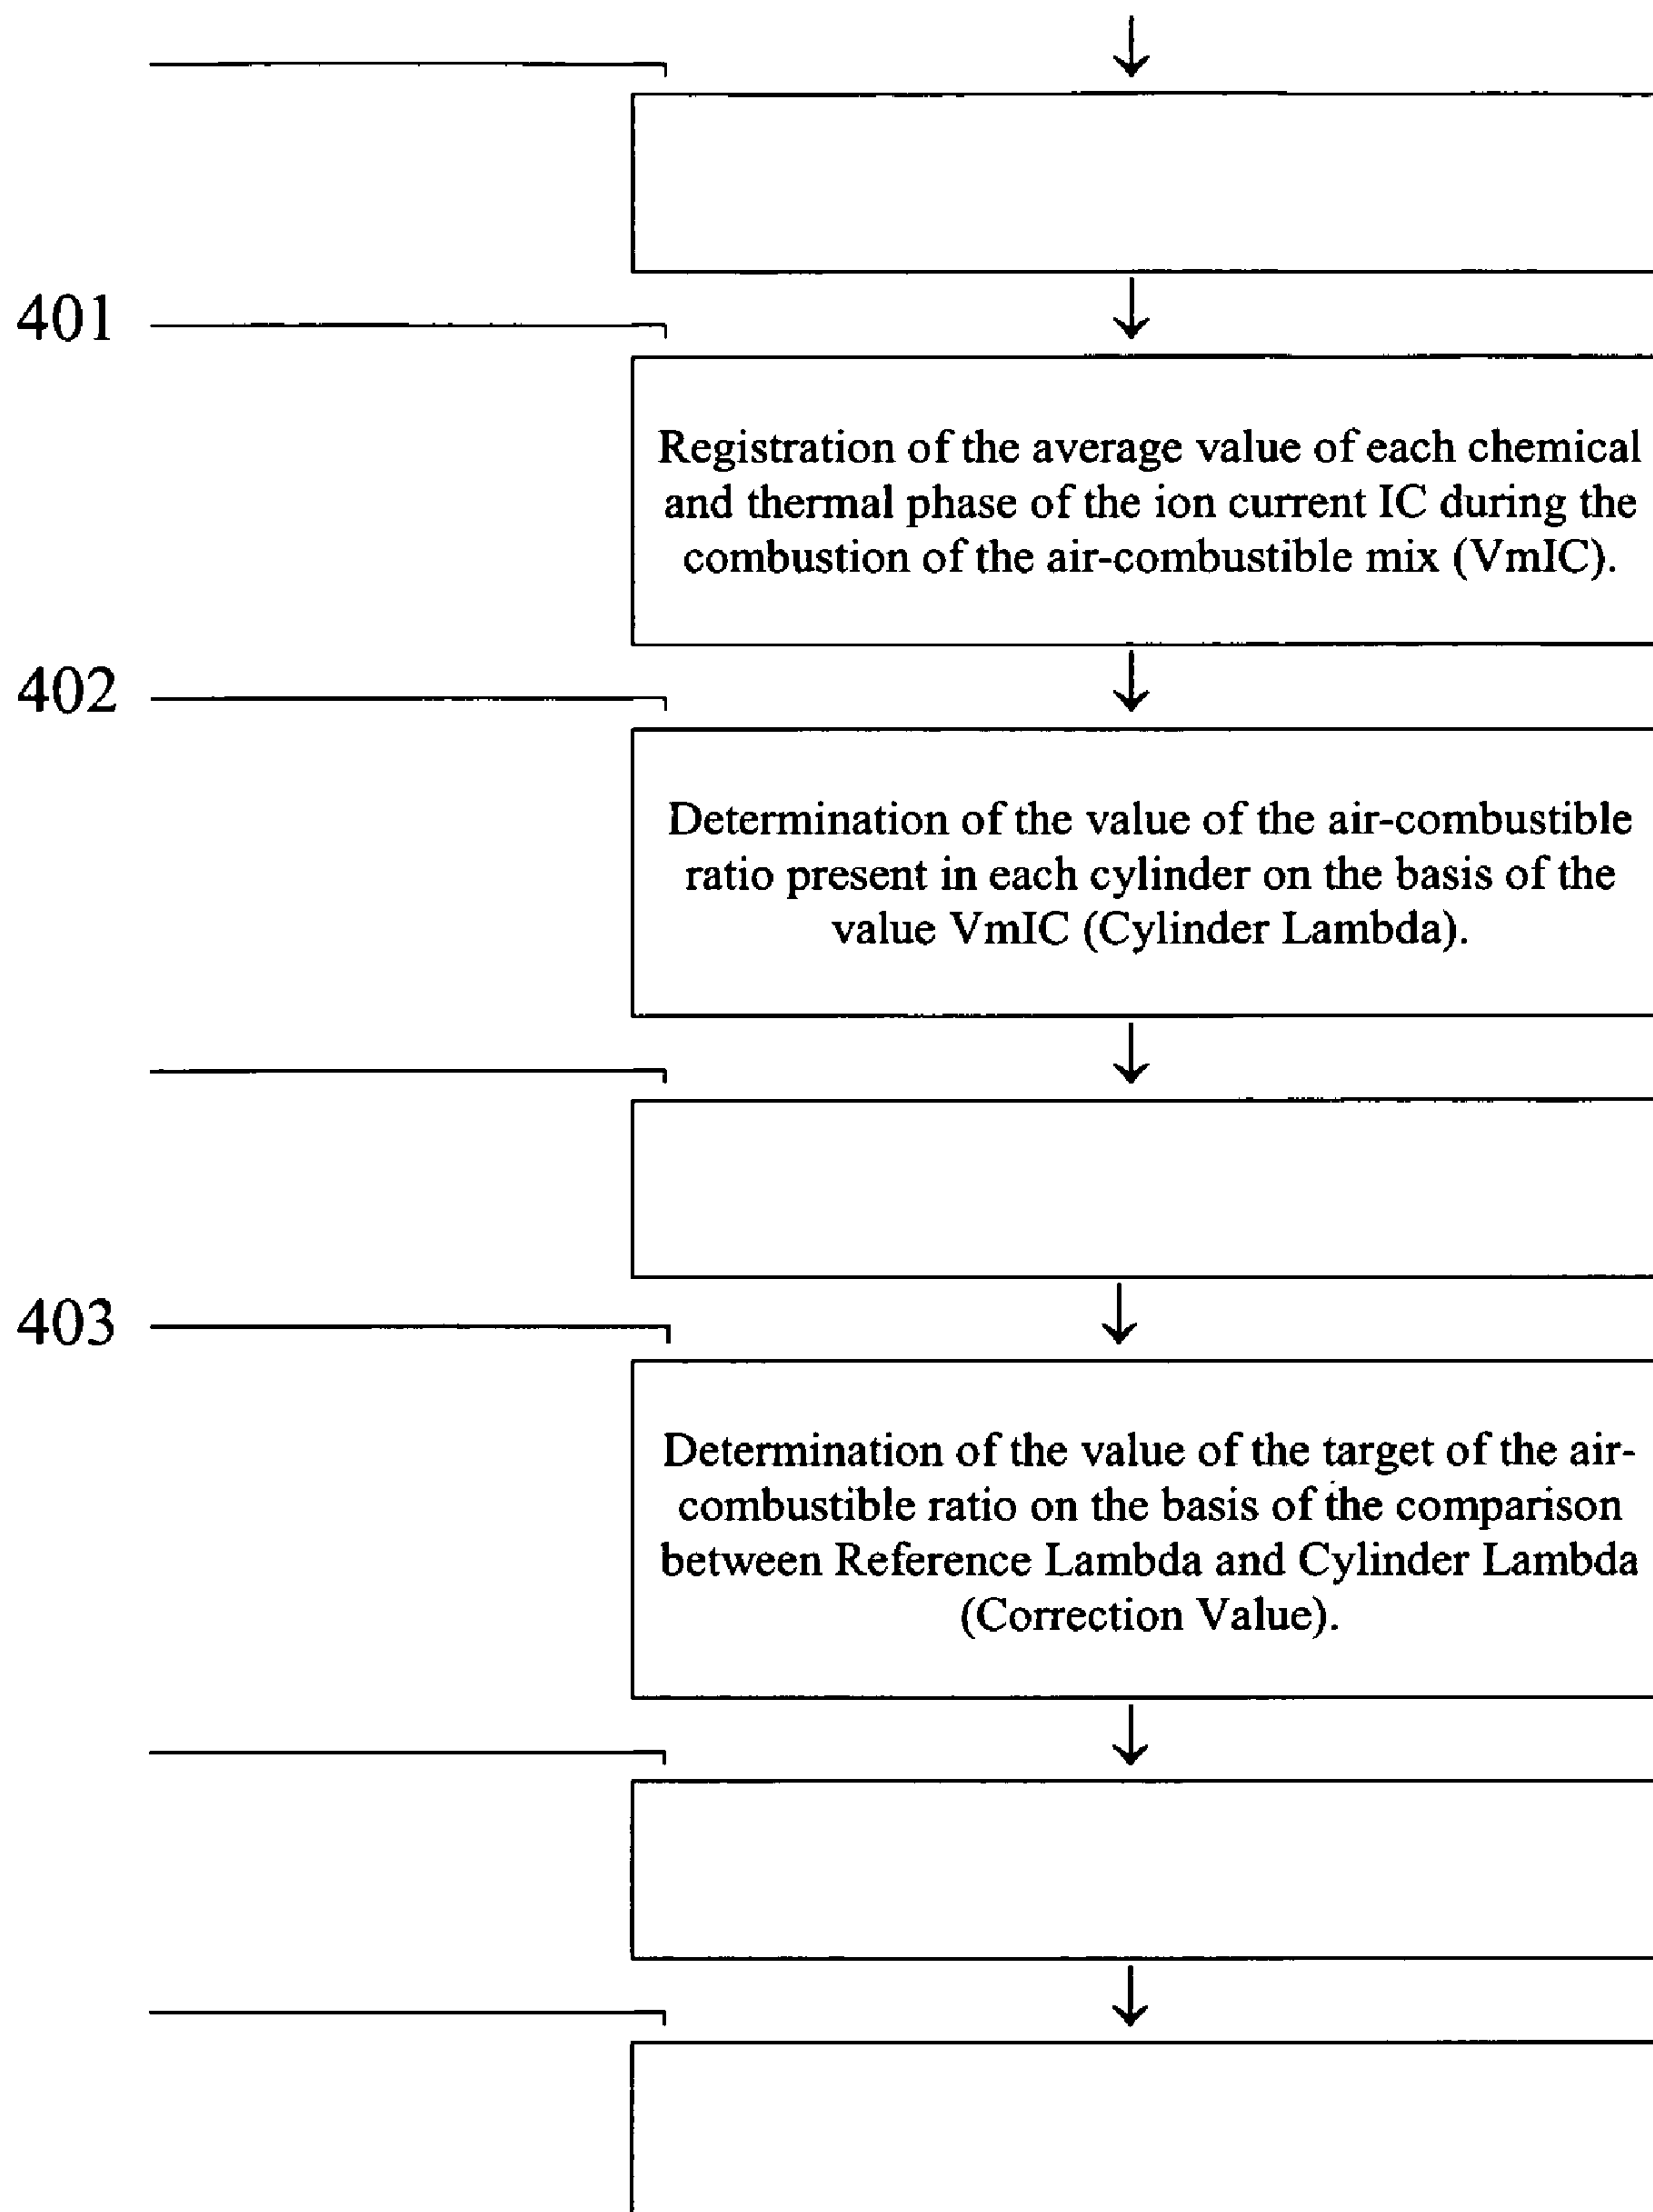 401
Registration of the average value of each chemical
and thermal phase of the ion current IC during the
combustion of the air-combustible mix (VmIC).
402
Determination of the value of the air-combustible
ratio present in each cylinder on the basis of the
value VmIC (Cylinder Lambda).
403
Determination of the value of the target of the air-
combustible ratio on the basis of the comparison
between Reference Lambda and Cylinder Lambda
(Correction Value).